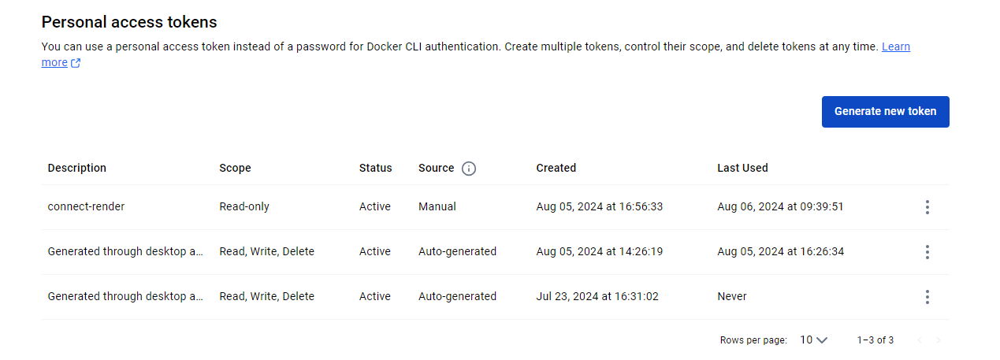 Personal access tokens
You can use a personal access token instead of a password for Docker CLI authentication. Create multiple tokens, control their scope, and delete tokens at any time. Learn
more
Generate new token
Description Scope Status Source Created Last Used
connect-render Read-only Active Manual Aug 05, 2024 at 16:56:33 Aug 06, 2024 at 09:39:51
Generated through desktop a... Read, Write, Delete Active Auto-generated Aug 05, 2024 at 14:26:19 Aug 05, 2024 at 16:26:34
Generated through desktop a... Read, Write, Delete Active Auto-generated Jul 23, 2024 at 16:31:02 Never
Rows per page: 10 1–3 of 3